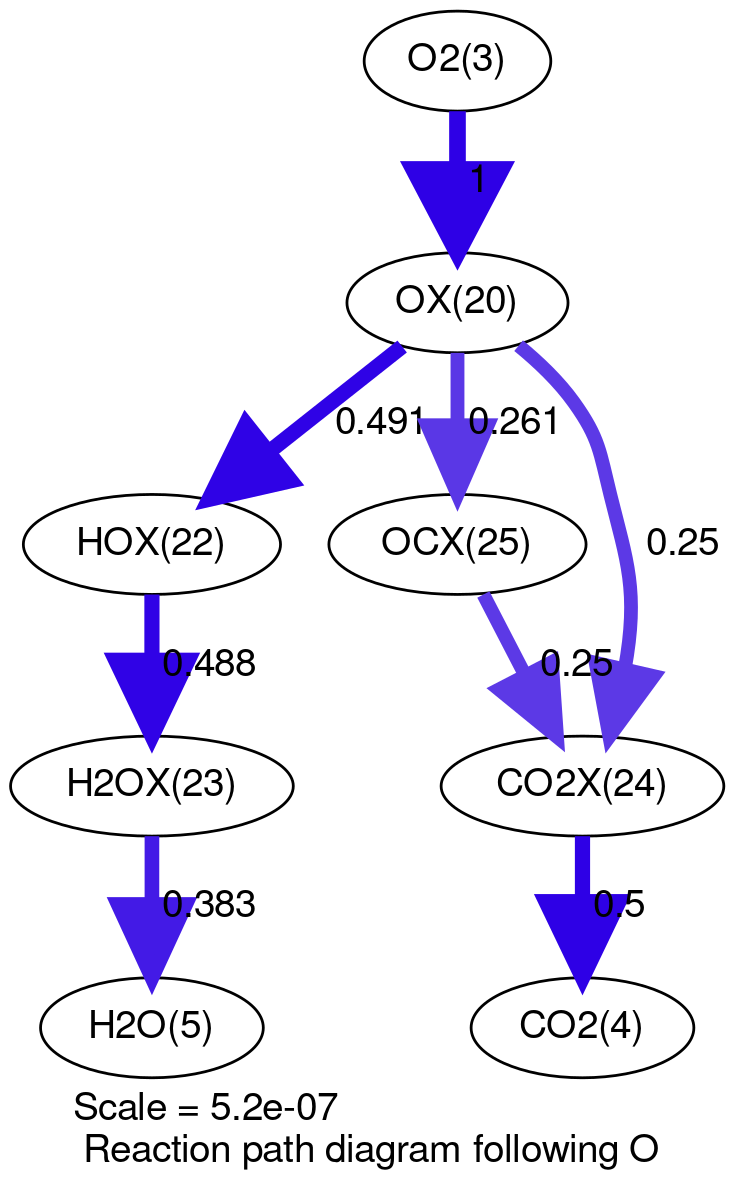 O2(3)
1
OX(20)
0.491
0.261
HOX(22)
OCX(25)
0.25
0.488
0.25
H2OX(23)
CO2X(24)
0.383
0.5
H2O(5)
CO2(4)
Scale = 5.2e-07
Reaction path diagram following O